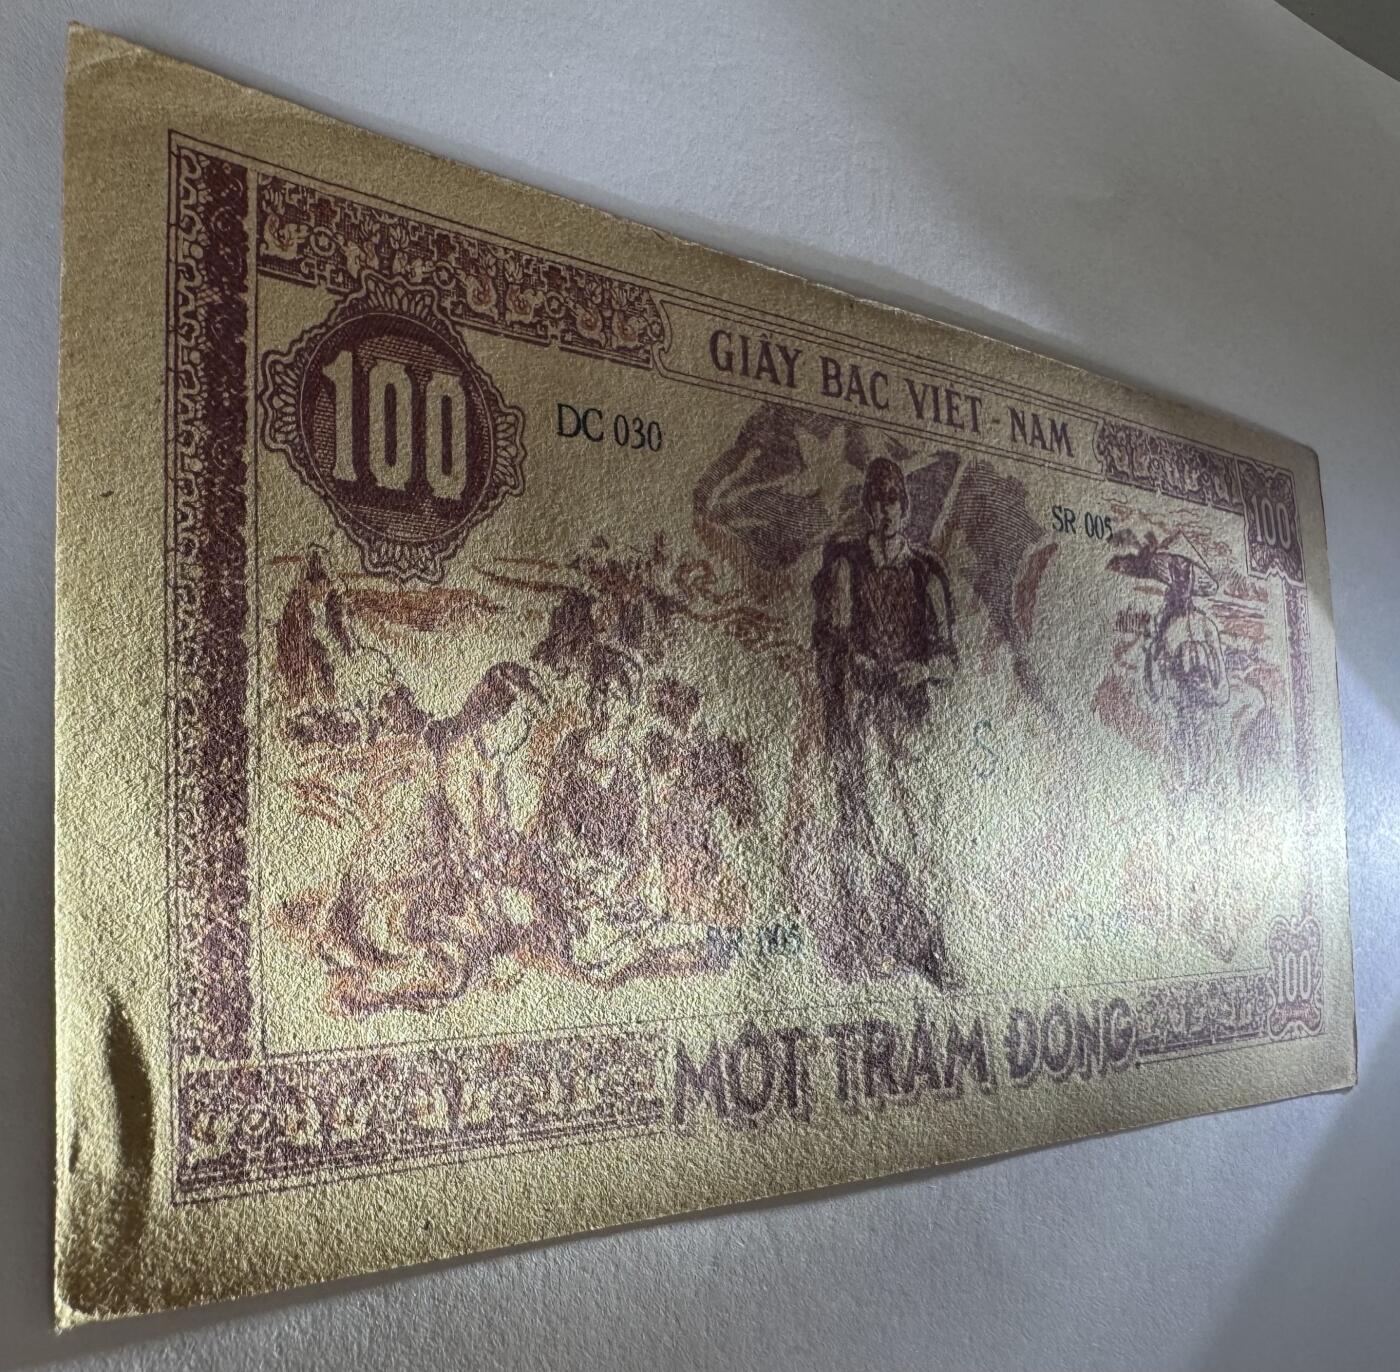 GIẤY BẠC VIỆT-NAM
100
DC 030
100
SR 005
S
100
MỘT TRĂM ĐỒNG